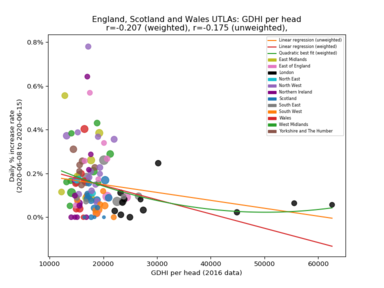 England, Scotland and Wales UTLAs: GDHI per head
r=-0.207 (weighted), r=-0.175 (unweighted),
Daily, % increase rate
(2020-06-08 to 2020-06-15)
0.8%
0.6%
0.4%
0.2%
0.0%
Linear regression (unweighted)
Linear regression (weighted)
Quadratic best fit (weighted)
East Midlands
East of England
London
North East
North West
Northern Ireland
Scotland
South East
South West
Wales
West Midlands
Yorkshire and The Humber
10000
20000
30000
40000
50000
60000
GDHI per head (2016 data)